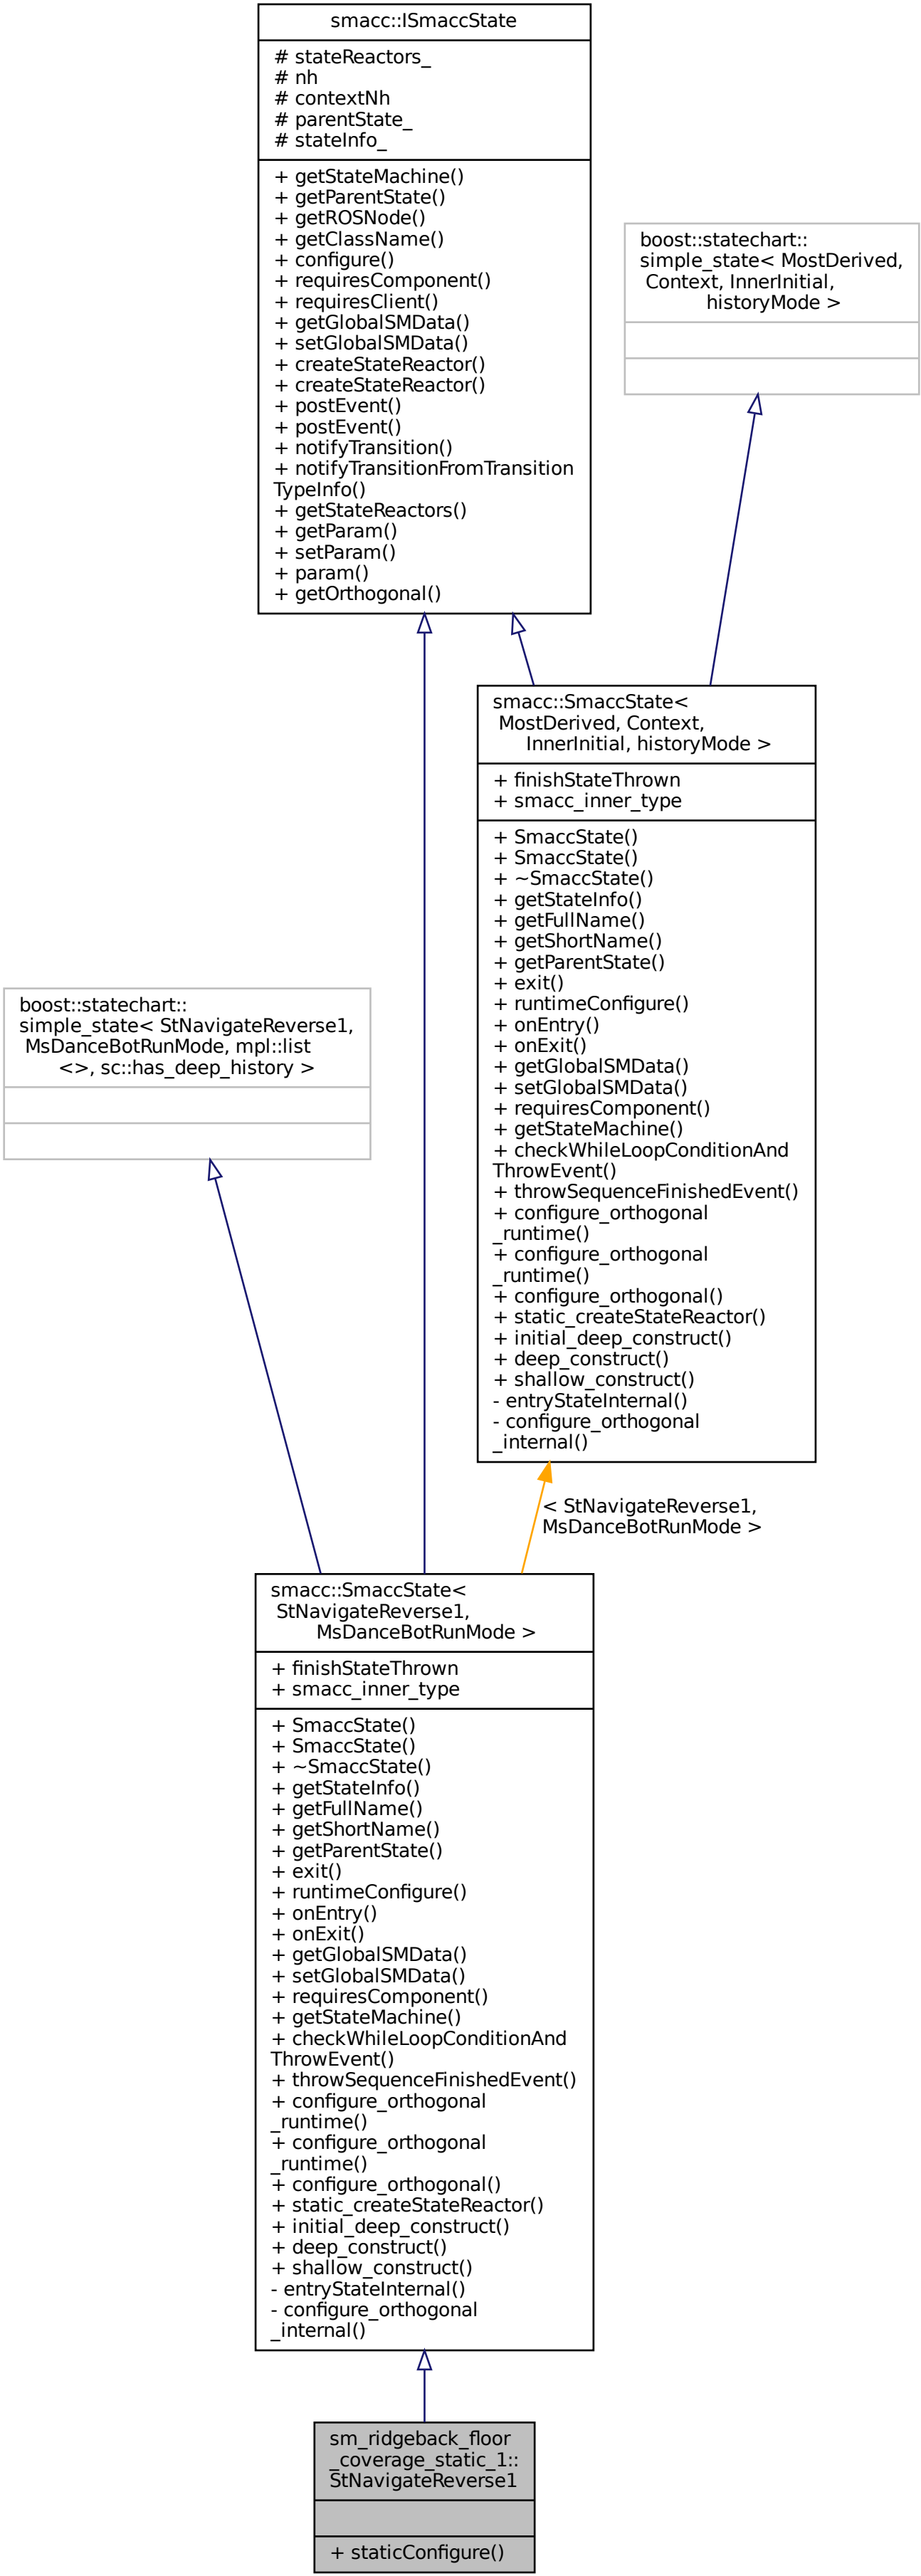 smacc::ISmaccState
# stateReactors_
# nh
# contextNh
# parentState_
# stateInfo_
+ getStateMachine()
+ getParentState()
+ getROSNode()
+ getClassName()
+ configure()
+ requiresComponent()
+ requiresClient()
+ getGlobalSMData()
+ setGlobalSMData()
+ createStateReactor()
+ createStateReactor()
+ postEvent()
+ postEvent()
+ notifyTransition()
+ notifyTransitionFromTransition
TypeInfo()
+ getStateReactors()
+ getParam()
+ setParam()
+ param()
+ getOrthogonal()
boost::statechart::
simple_state< MostDerived,
Context, InnerInitial,
historyMode >
smacc::SmaccState<
MostDerived, Context,
InnerInitial, historyMode >
+ finishStateThrown
+ smacc_inner_type
+ SmaccState()
+ SmaccState()
+ ~SmaccState()
+ getStateInfo()
+ getFullName()
+ getShortName()
+ getParentState()
+ exit()
+ runtimeConfigure()
+ onEntry()
+ onExit()
+ getGlobalSMData()
+ setGlobalSMData()
+ requiresComponent()
+ getStateMachine()
+ checkWhileLoopConditionAnd
ThrowEvent()
+ throwSequenceFinishedEvent()
+ configure_orthogonal
_runtime()
+ configure_orthogonal
_runtime()
+ configure_orthogonal()
+ static_createStateReactor()
+ initial_deep_construct()
+ deep_construct()
+ shallow_construct()
- entryStateInternal()
- configure_orthogonal
_internal()
boost::statechart::
simple_state< StNavigateReverse1,
MsDanceBotRunMode, mpl::list
<>, sc::has_deep_history >
< StNavigateReverse1,
MsDanceBotRunMode >
smacc::SmaccState<
StNavigateReverse1,
MsDanceBotRunMode >
+ finishStateThrown
+ smacc_inner_type
+ SmaccState()
+ SmaccState()
+ ~SmaccState()
+ getStateInfo()
+ getFullName()
+ getShortName()
+ getParentState()
+ exit()
+ runtimeConfigure()
+ onEntry()
+ onExit()
+ getGlobalSMData()
+ setGlobalSMData()
+ requiresComponent()
+ getStateMachine()
+ checkWhileLoopConditionAnd
ThrowEvent()
+ throwSequenceFinishedEvent()
+ configure_orthogonal
_runtime()
+ configure_orthogonal
_runtime()
+ configure_orthogonal()
+ static_createStateReactor()
+ initial_deep_construct()
+ deep_construct()
+ shallow_construct()
- entryStateInternal()
- configure_orthogonal
_internal()
sm_ridgeback_floor
_coverage_static_1::
StNavigateReverse1
+ staticConfigure()